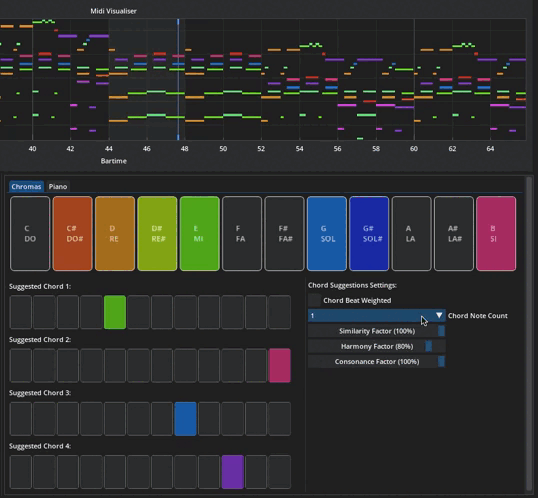 Midi Visualiser
40 42 44 46 48 50 52 54 56 58 60 62 64
Bartime
Chromas Piano
C C# D D# E F F# G G# A A# B
DO DO# RE RE# MI FA FA# SOL SOL# LA LA# SI
Suggested Chord 1:
Suggested Chord 2:
Suggested Chord 3:
Suggested Chord 4:
Chord Suggestions Settings:
Chord Beat Weighted
1 Chord Note Count
Similarity Factor (100%)
Harmony Factor (80%)
Consonance Factor (100%)